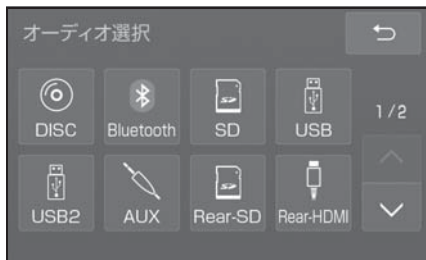 オーディオ選択
DISC Bluetooth SD USB
1/2
USB2 AUX Rear-SD Rear-HDMI